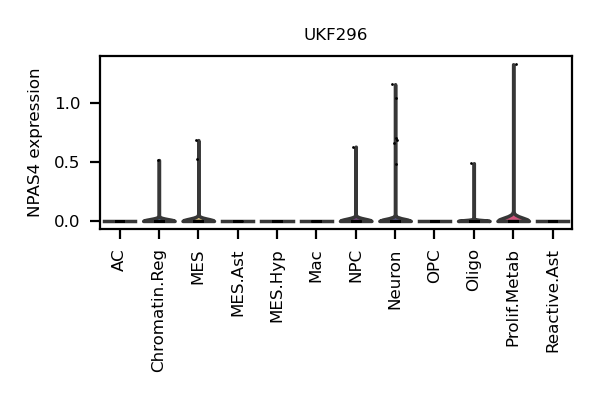 UKF296
NPAS4 expression
1.0
0.5
0.0
AC
Chromatin.Reg
MES
MES.Ast
MES.Hyp
Mac
NPC
Neuron
OPC
Oligo
Prolif.Metab
Reactive.Ast